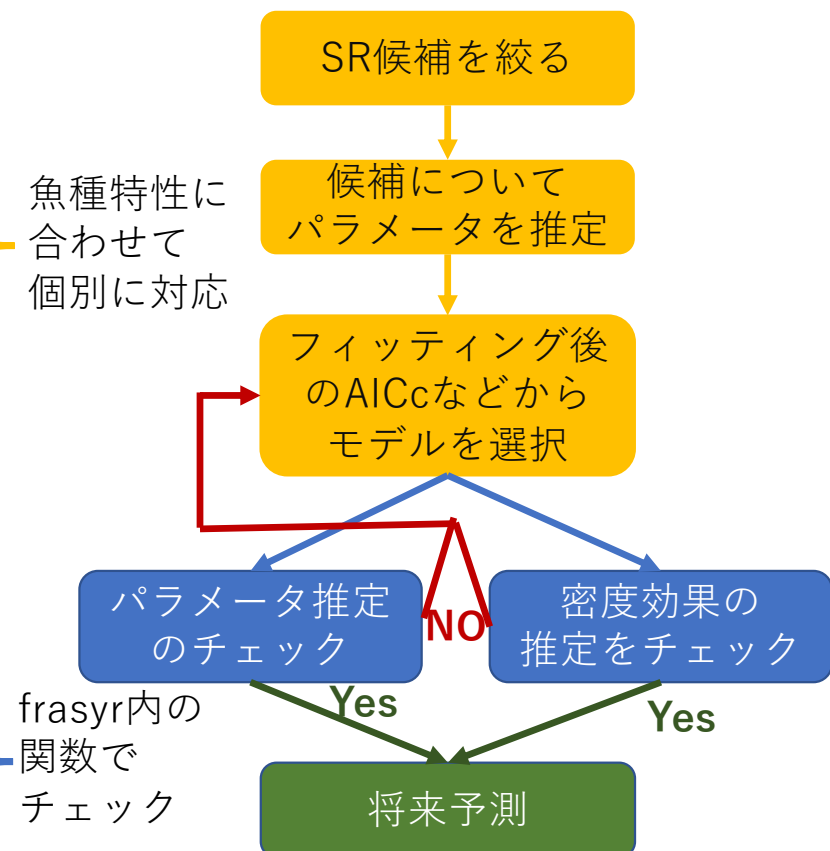 SR候補を絞る
候補について
パラメータを推定
魚種特性に
合わせて
個別に対応
フィッティング後
のAICcなどから
モデルを選択
パラメータ推定
のチェック
NO
密度効果の
推定をチェック
Yes
Yes
frasyr内の
関数で
チェック
将来予測